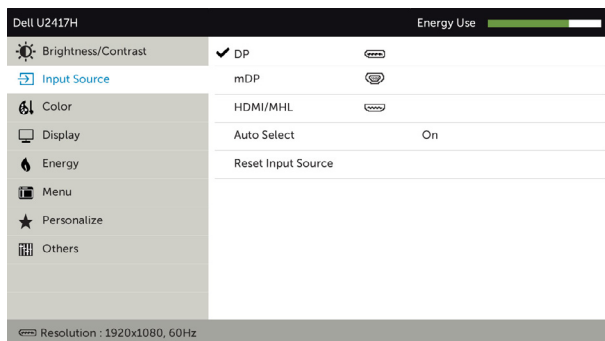 Dell U2417H Energy Use
Brightness/Contrast
Input Source
Color
Display
Energy
Menu
Personalize
Others
DP
mDP
HDMI/MHL
Auto Select On
Reset Input Source
Resolution : 1920x1080, 60Hz